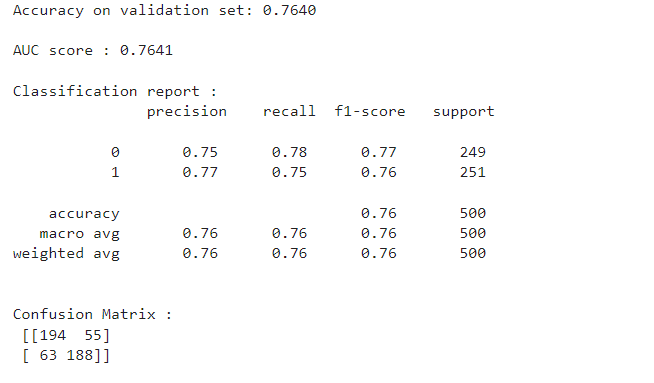 Accuracy on validation set: 0.7640
AUC score : 0.7641
Classification report :
precision recall f1-score support
0 0.75 0.78 0.77 249
1 0.77 0.75 0.76 251
accuracy 0.76 500
macro avg 0.76 0.76 0.76 500
weighted avg 0.76 0.76 0.76 500
Confusion Matrix :
[[194 55]
[ 63 188]]